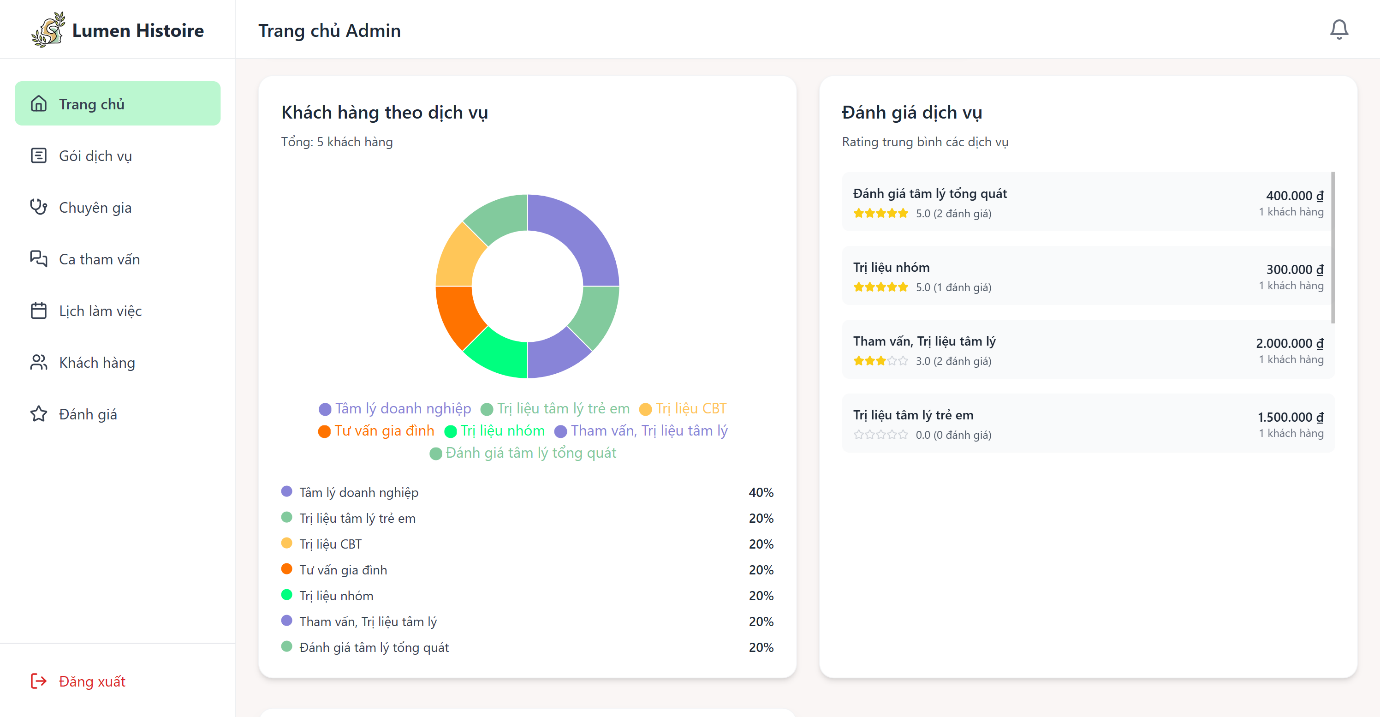 Lumen Histoire
Trang chủ Admin
Trang chủ
Gói dịch vụ
Chuyên gia
Ca tham vấn
Lịch làm việc
Khách hàng
Đánh giá
Đăng xuất
Khách hàng theo dịch vụ
Tổng: 5 khách hàng
Tâm lý doanh nghiệp Trị liệu tâm lý trẻ em Trị liệu CBT
Tư vấn gia đình Trị liệu nhóm Tham vấn, Trị liệu tâm lý
Đánh giá tâm lý tổng quát
Tâm lý doanh nghiệp 40%
Trị liệu tâm lý trẻ em 20%
Trị liệu CBT 20%
Tư vấn gia đình 20%
Trị liệu nhóm 20%
Tham vấn, Trị liệu tâm lý 20%
Đánh giá tâm lý tổng quát 20%
Đánh giá dịch vụ
Rating trung bình các dịch vụ
Đánh giá tâm lý tổng quát 400.000 ₫
5.0 (2 đánh giá) 1 khách hàng
Trị liệu nhóm 300.000 ₫
5.0 (1 đánh giá) 1 khách hàng
Tham vấn, Trị liệu tâm lý 2.000.000 ₫
3.0 (2 đánh giá) 1 khách hàng
Trị liệu tâm lý trẻ em 1.500.000 ₫
0.0 (0 đánh giá) 1 khách hàng